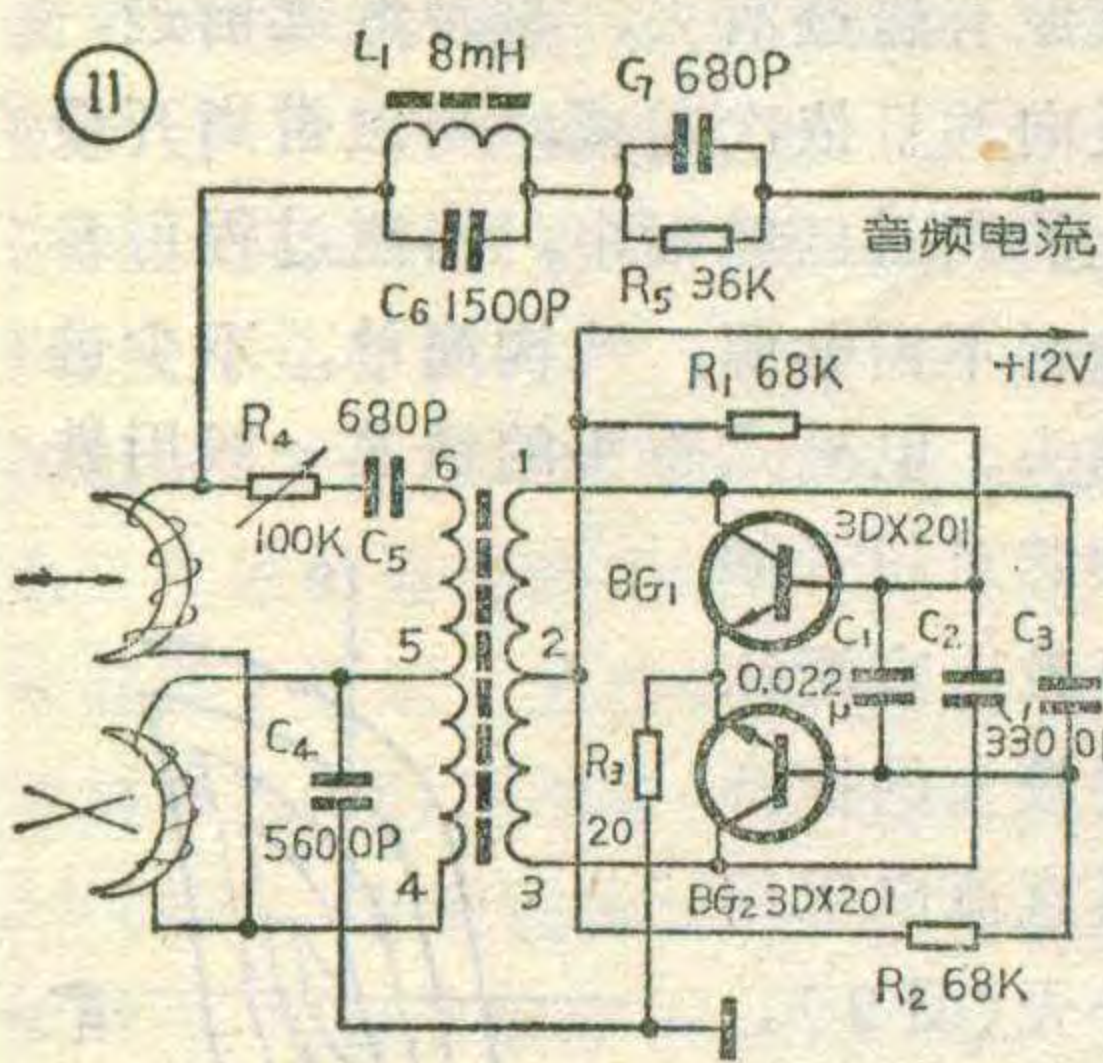 11
L₁ 8mH
C₇ 680P
音频电流
C₆ 1500P
R₅ 36K
+12V
R₁ 68K
R₄
680P
6
1
100K
C₅
3DX201
BG₁
5
2
C₁
C₂
C₃
0.022
μ
330
C₄
R₃
5600P
20
4
3
BG₂ 3DX201
R₂ 68K